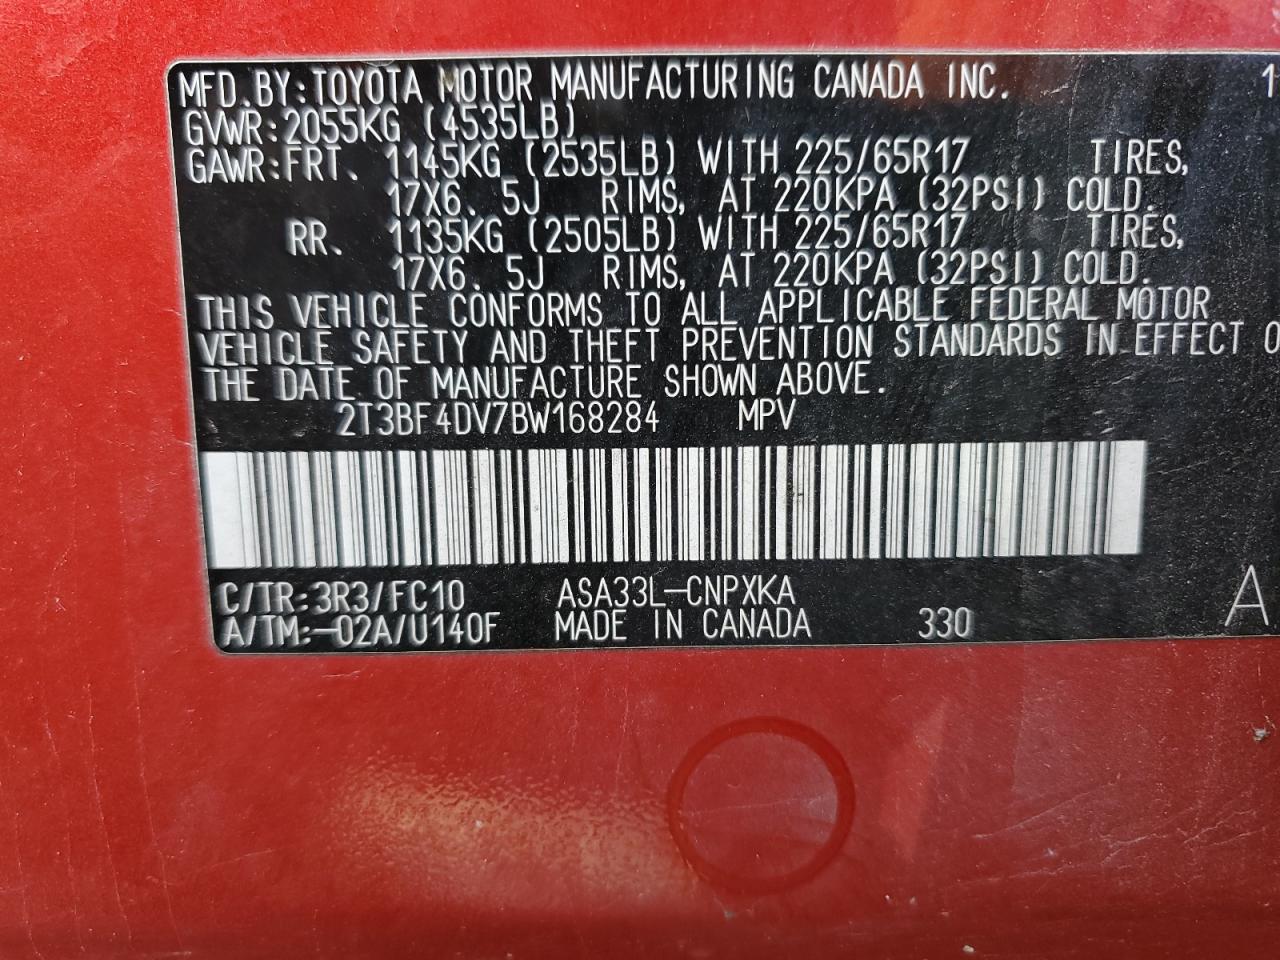 MFD.BY:TOYOTA MOTOR MANUFACTURING CANADA INC. 1
GVWR:2055KG (4535LB)
GAWR:FRT. 1145KG (2535LB) WITH 225/65R17 TIRES,
17X6. 5J RIMS, AT 220KPA (32PSI) COLD.
RR. 1135KG (2505LB) WITH 225/65R17 TIRES,
17X6. 5J RIMS, AT 220KPA (32PSI) COLD.
THIS VEHICLE CONFORMS TO ALL APPLICABLE FEDERAL MOTOR
VEHICLE SAFETY AND THEFT PREVENTION STANDARDS IN EFFECT O
THE DATE OF MANUFACTURE SHOWN ABOVE.
2T3BF4DV7BW168284 MPV
C/TR:3R3/FC10 ASA33L-CNPXKA
A/TM:-02A/U140F MADE IN CANADA 330 A